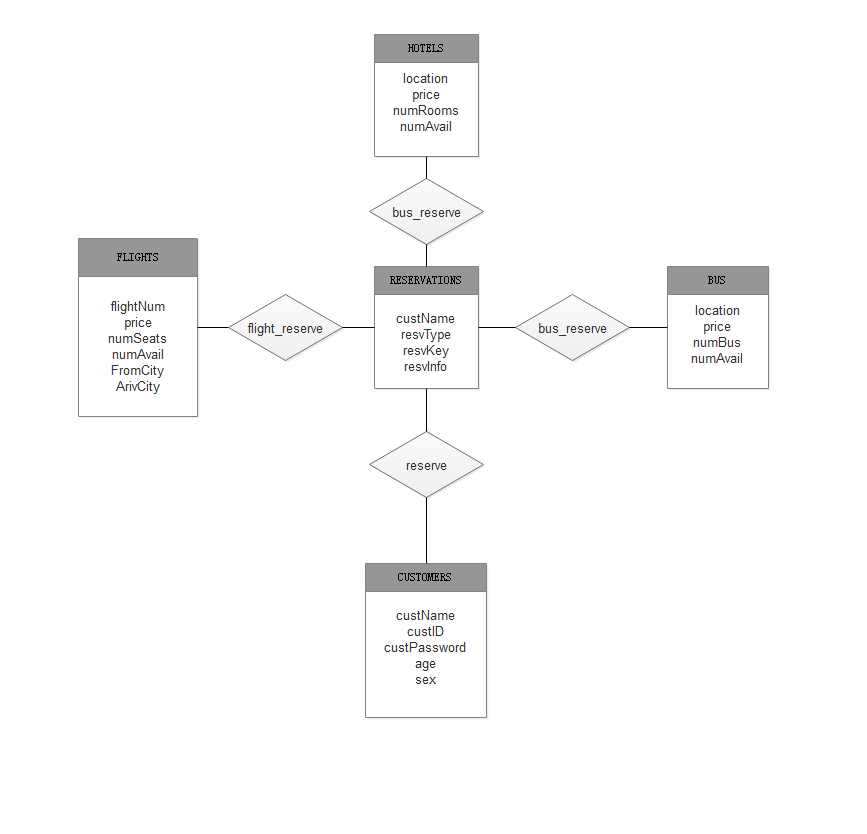 HOTELS
location
price
numRooms
numAvail
bus_reserve
FLIGHTS
flightNum
price
numSeats
numAvail
FromCity
ArivCity
flight_reserve
RESERVATIONS
custName
resvType
resvKey
resvInfo
bus_reserve
BUS
location
price
numBus
numAvail
reserve
CUSTOMERS
custName
custID
custPassword
age
sex